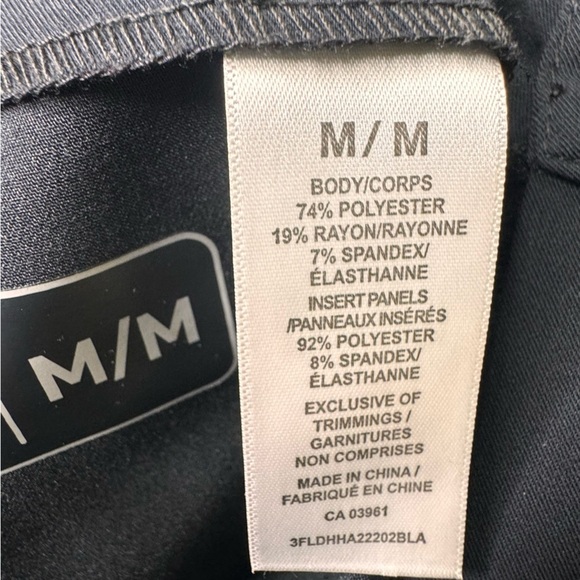 M/M
BODY/CORPS
74% POLYESTER
19% RAYON/RAYONNE
7% SPANDEX/
ÉLASTHANNE
INSERT PANELS
/PANNEAUX INSÉRÉS
92% POLYESTER
8% SPANDEX/
ÉLASTHANNE
EXCLUSIVE OF
TRIMMINGS /
GARNITURES
NON COMPRISES
MADE IN CHINA /
FABRIQUÉ EN CHINE
CA 03961
3FLDHHA22202BLA
M/M